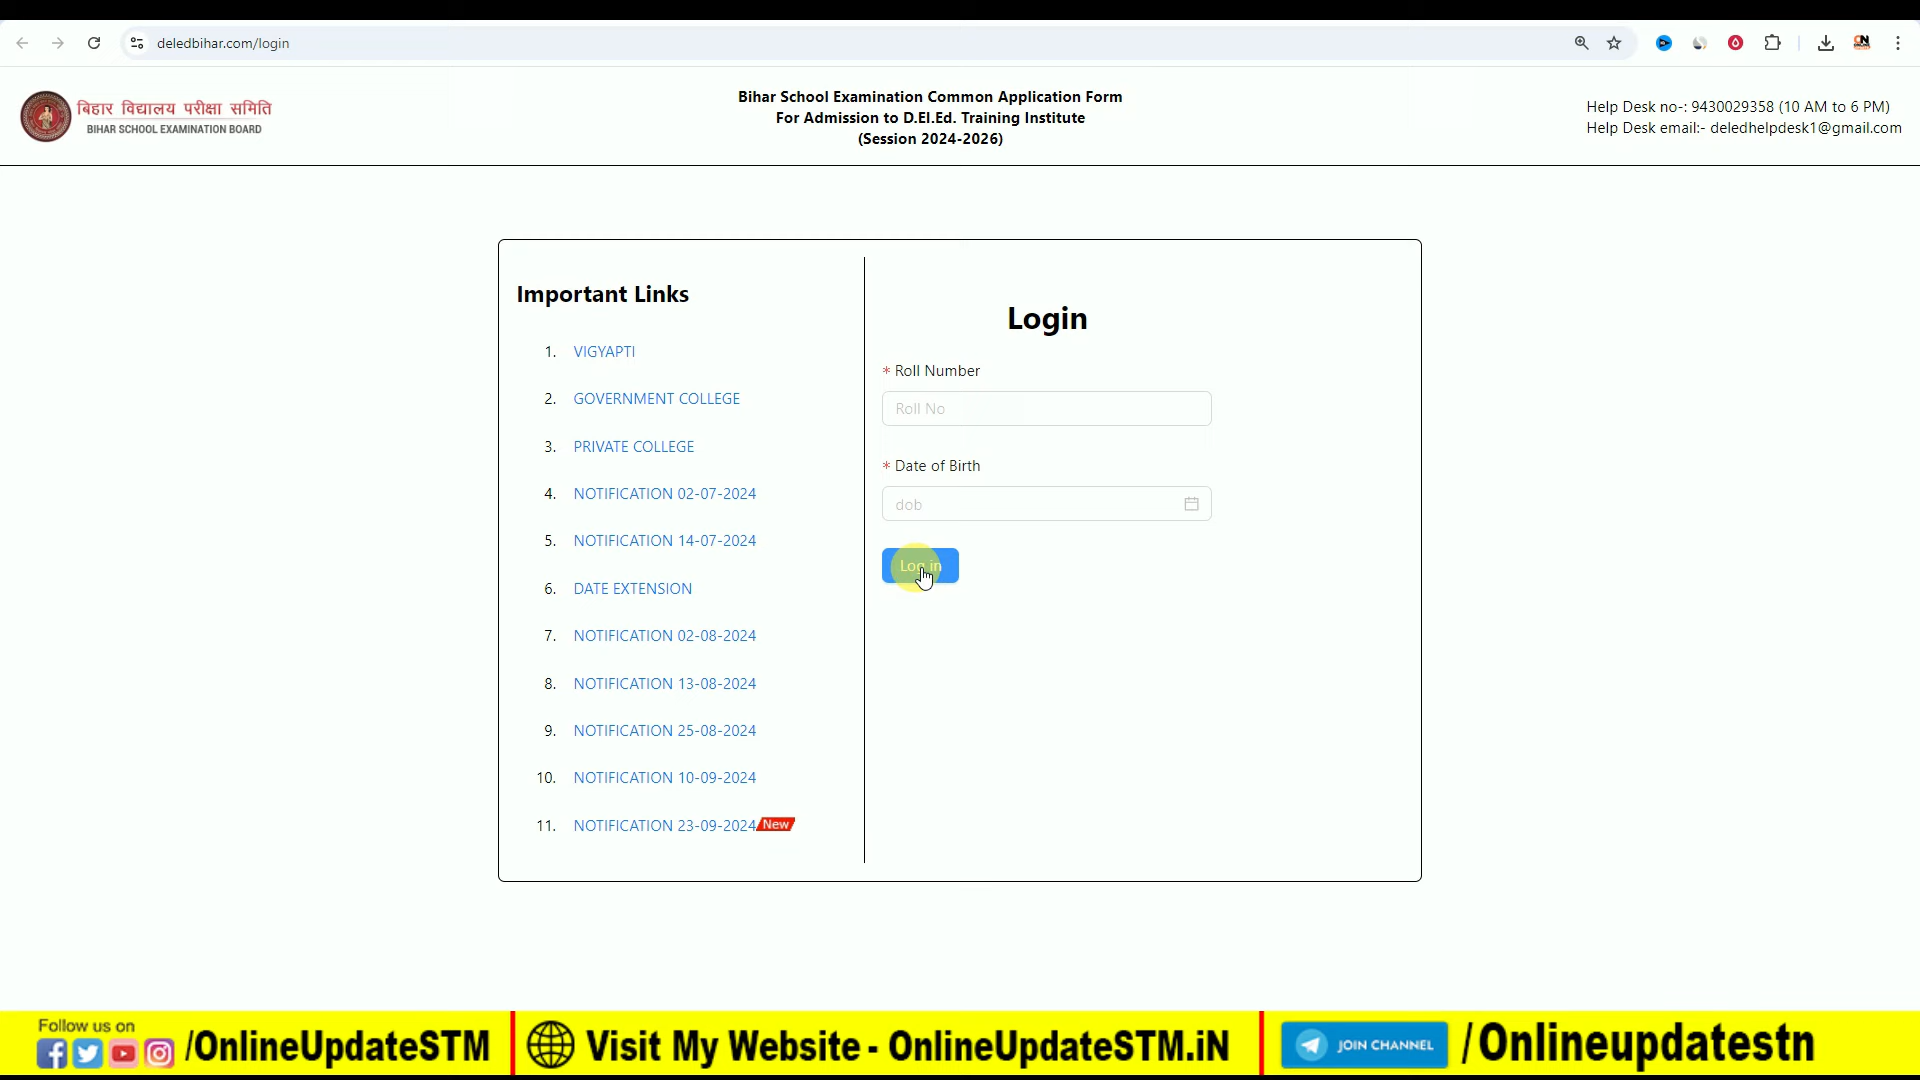 deledbihar.com/login
बिहार विद्यालय परीक्षा समिति
BIHAR SCHOOL EXAMINATION BOARD
Bihar School Examination Common Application Form
For Admission to D.El.Ed. Training Institute
(Session 2024-2026)
Help Desk no-: 9430029358 (10 AM to 6 PM)
Help Desk email:- deledhelpdesk1@gmail.com
Important Links
1. VIGYAPTI
2. GOVERNMENT COLLEGE
3. PRIVATE COLLEGE
4. NOTIFICATION 02-07-2024
5. NOTIFICATION 14-07-2024
6. DATE EXTENSION
7. NOTIFICATION 02-08-2024
8. NOTIFICATION 13-08-2024
9. NOTIFICATION 25-08-2024
10. NOTIFICATION 10-09-2024
11. NOTIFICATION 23-09-2024 New
Login
* Roll Number
Roll No
* Date of Birth
dob
Log in
Follow us on
/OnlineUpdateSTM
Visit My Website - OnlineUpdateSTM.iN
JOIN CHANNEL
/Onlineupdatestn